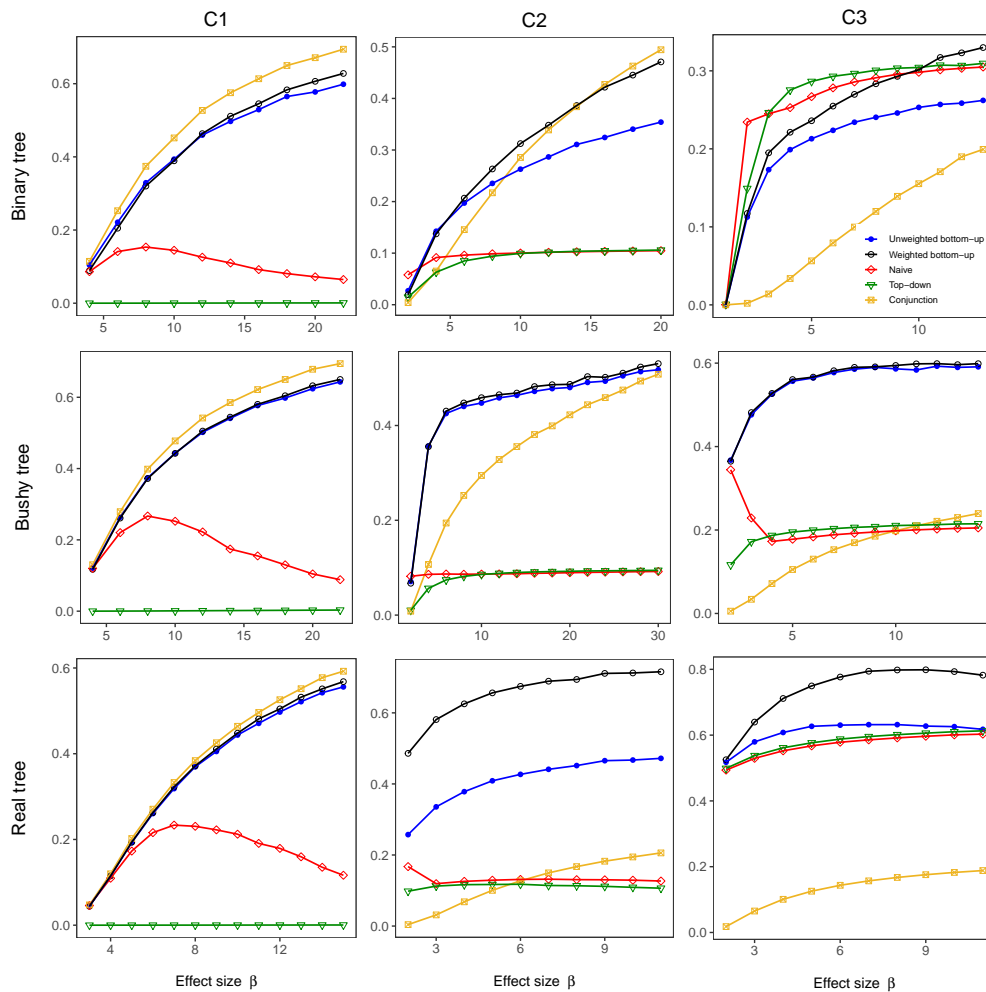 C1 C2 C3
Binary tree
0.0 0.2 0.4 0.6
5 10 15 20
0.0 0.1 0.2 0.3 0.4 0.5
5 10 15 20
0.0 0.1 0.2 0.3
5 10
Unweighted bottom−up
Weighted bottom−up
Naive
Top−down
Conjunction
Bushy tree
0.0 0.2 0.4 0.6
5 10 15 20
0.0 0.2 0.4
10 20 30
0.0 0.2 0.4 0.6
5 10
Real tree
0.0 0.2 0.4 0.6
4 8 12
0.0 0.2 0.4 0.6
3 6 9
0.0 0.2 0.4 0.6 0.8
3 6 9
Effect size β Effect size β Effect size β